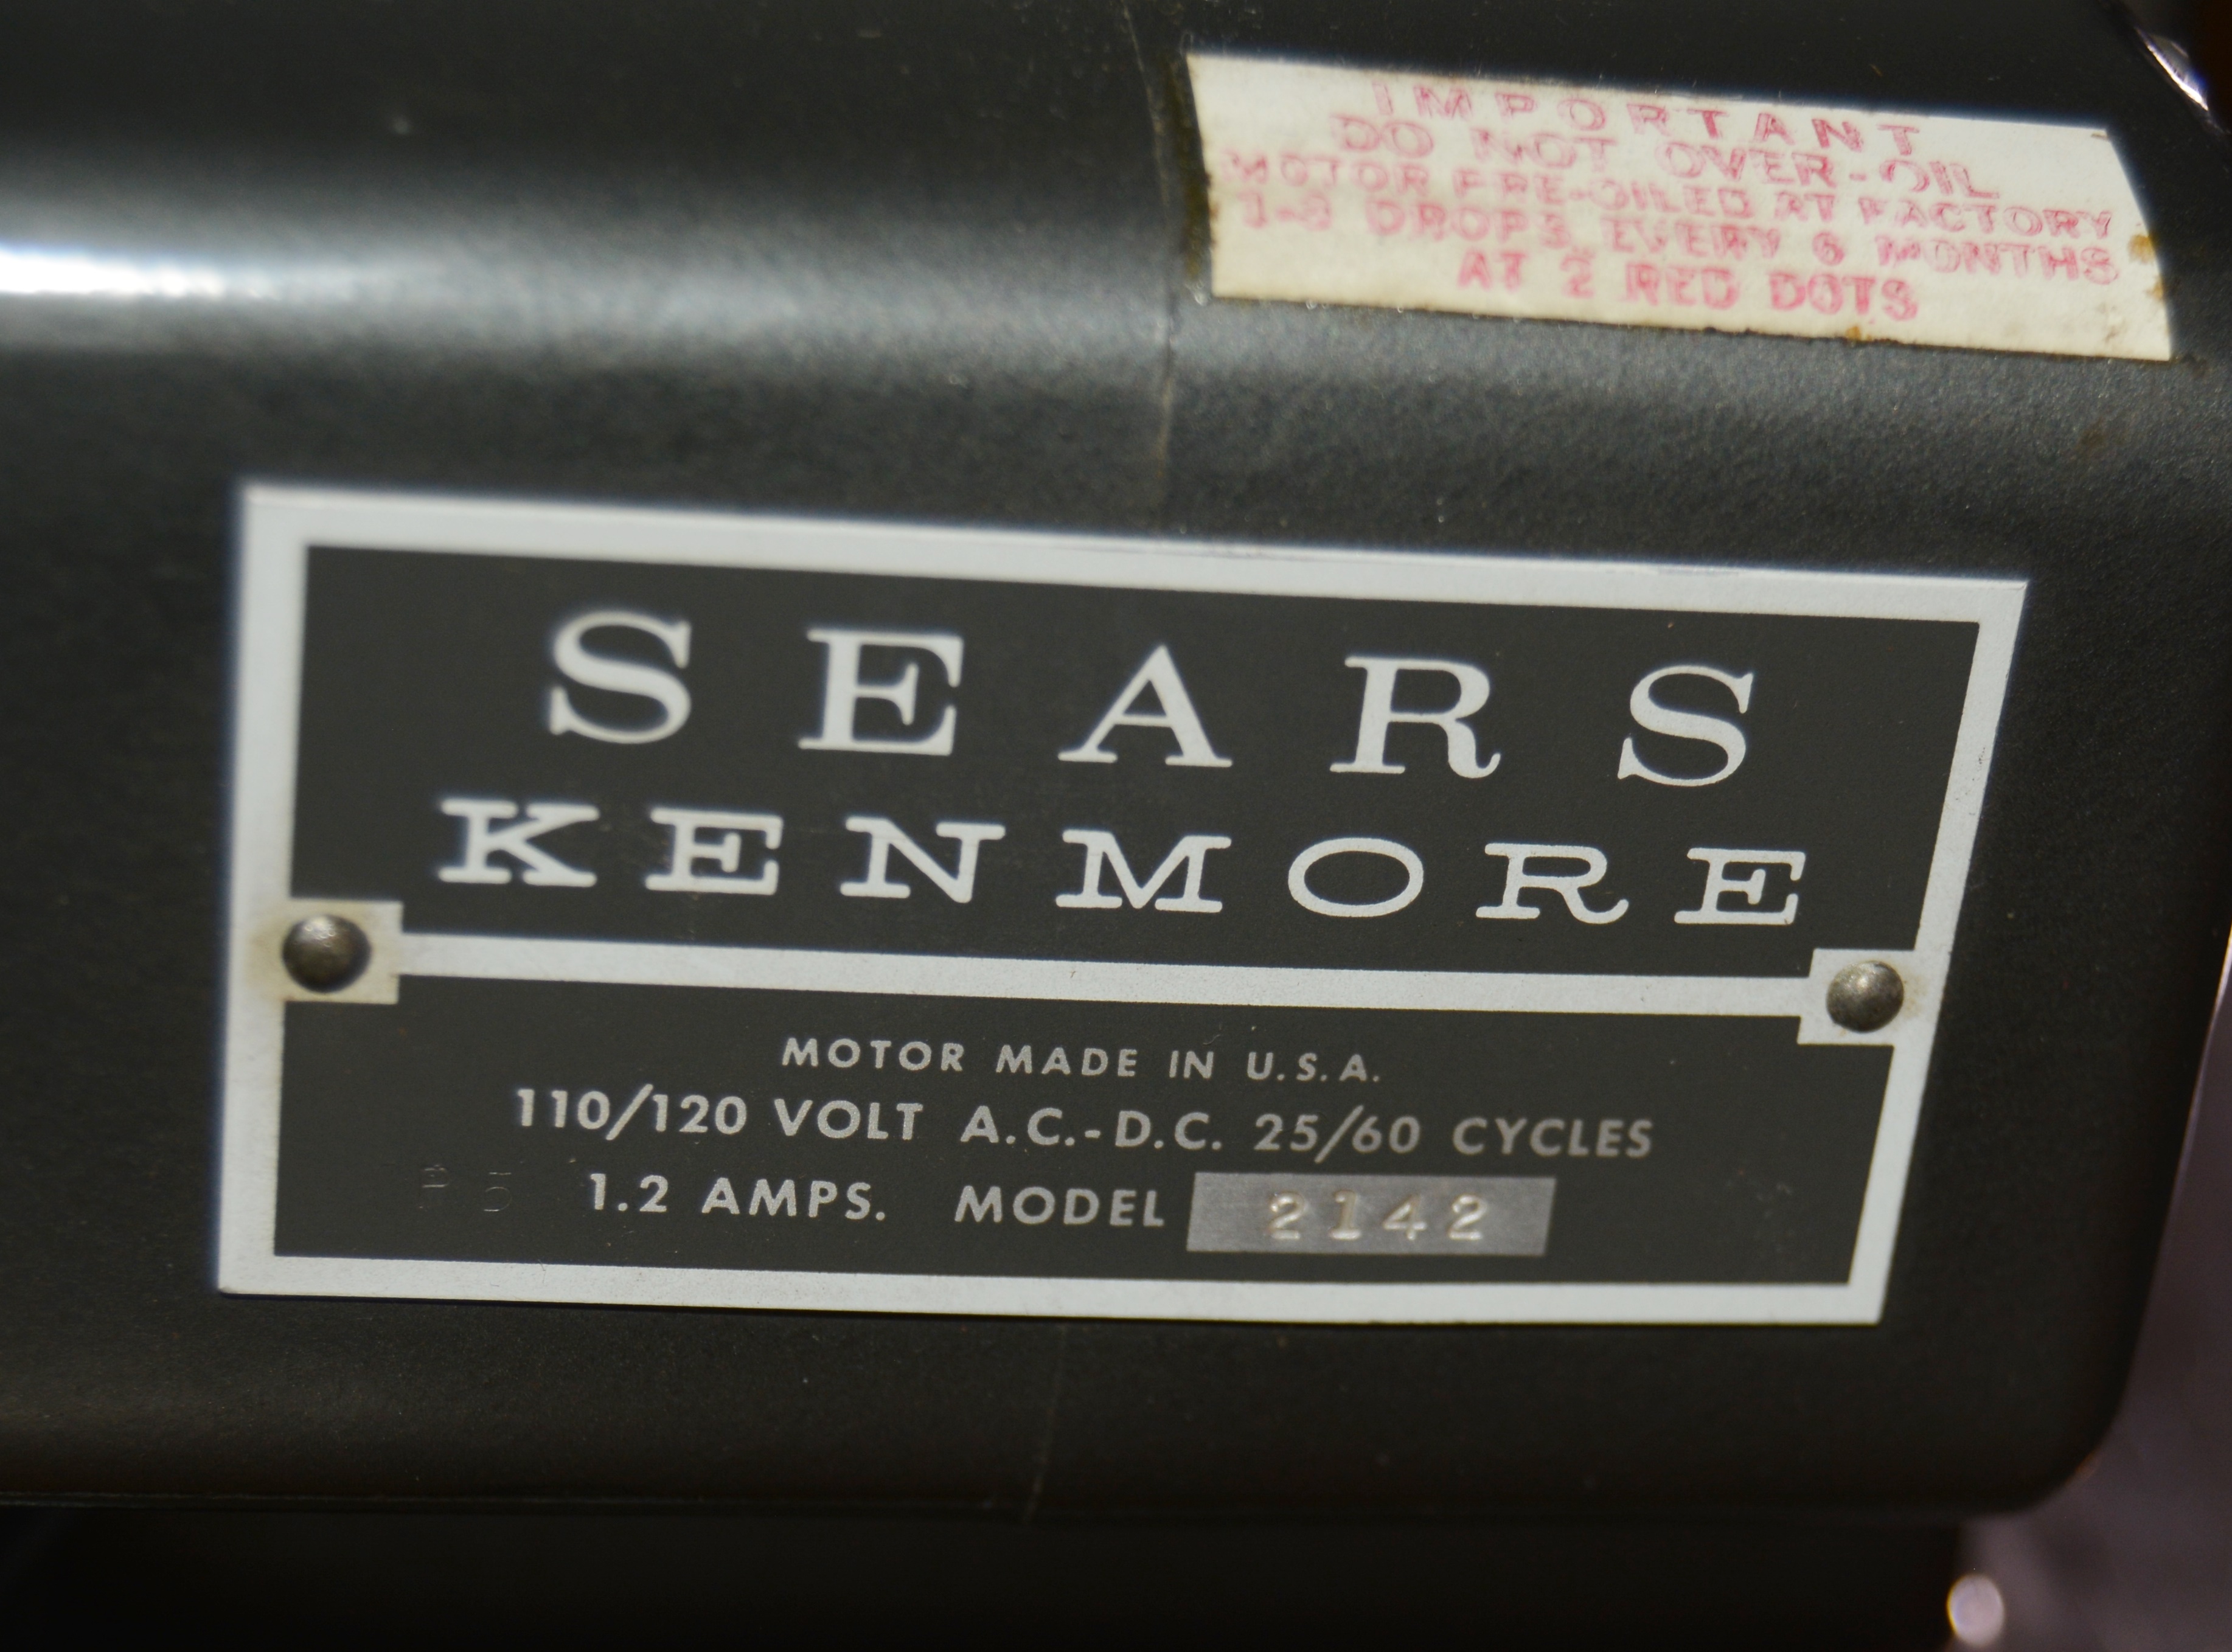 IMPORTANT
DO NOT OVER-OIL
MOTOR PRE-OILED AT FACTORY
DROPS EVERY 6 MONTHS
AT 2 RED DOTS
SEARS
KENMORE
MOTOR MADE IN U.S.A.
110/120 VOLT A.C.-D.C. 25/60 CYCLES
1.2 AMPS. MODEL 2142